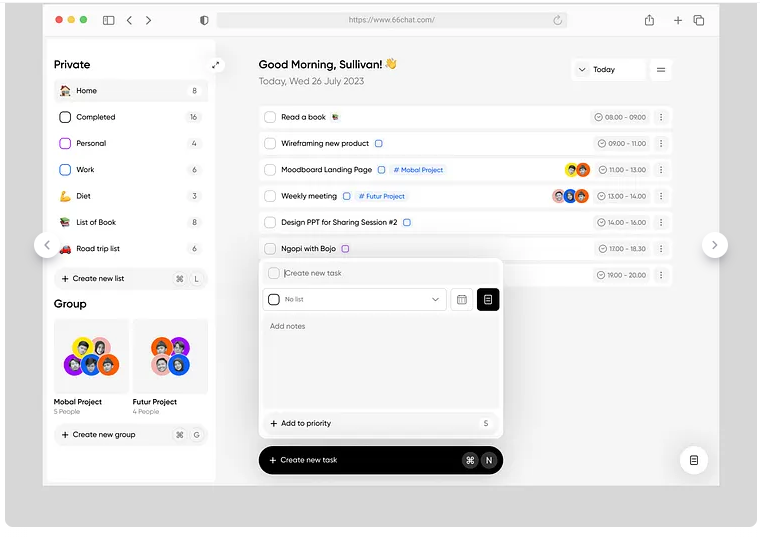 https://www.66chat.com/
Private
Home 8
Completed 16
Personal 4
Work 6
Diet 3
List of Book 8
Road trip list 6
+ Create new list ⌘ L
Group
Mobal Project
5 People
Futur Project
4 People
+ Create new group ⌘ G
Good Morning, Sullivan! 👋
Today, Wed 26 July 2023
Today
Read a book 08.00 - 09.00
Wireframing new product 09.00 - 11.00
Moodboard Landing Page # Mobal Project 11.00 - 13.00
Weekly meeting # Futur Project 13.00 - 14.00
Design PPT for Sharing Session #2 14.00 - 16.00
Ngopi with Bojo 17.00 - 18.30
19.00 - 20.00
Create new task
No list
Add notes
+ Add to priority S
+ Create new task ⌘ N